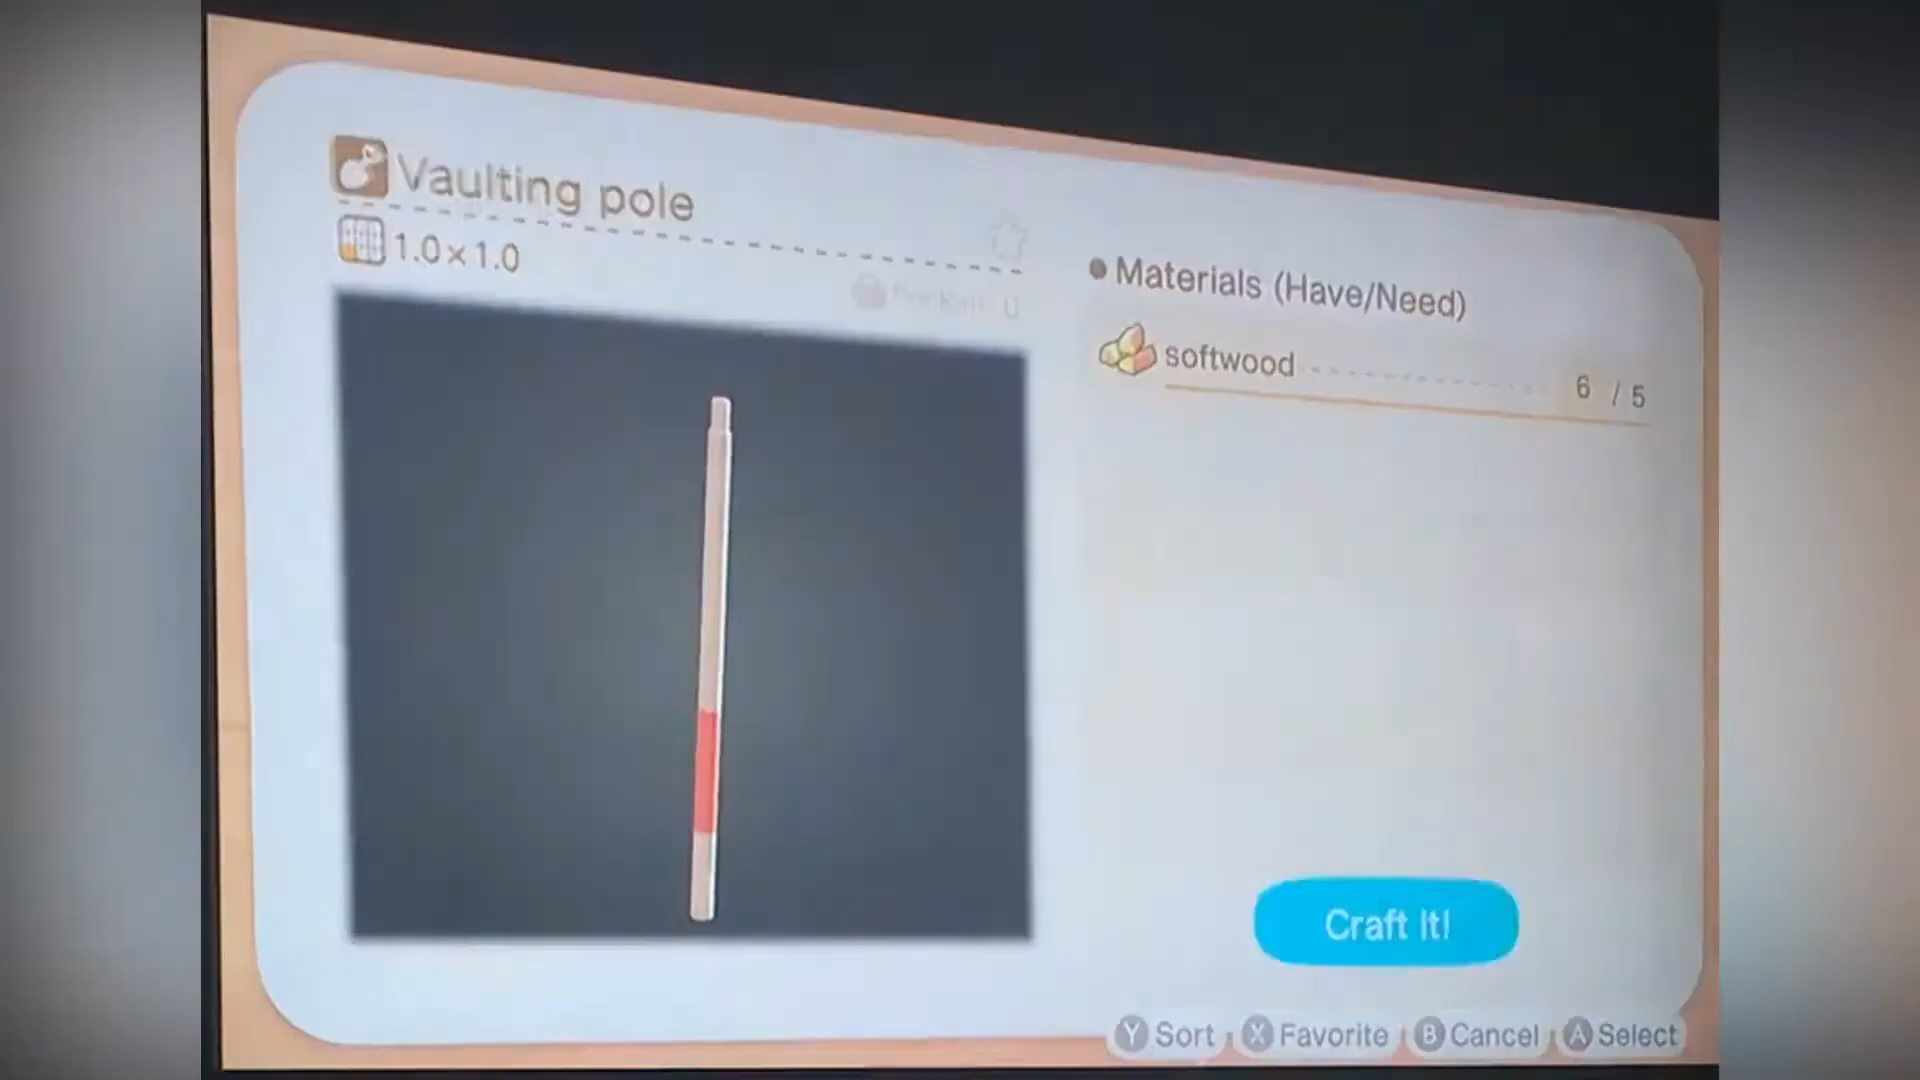 Vaulting pole
1.0×1.0
Materials (Have/Need)
softwood 6 / 5
Craft It!
Y Sort X Favorite B Cancel A Select